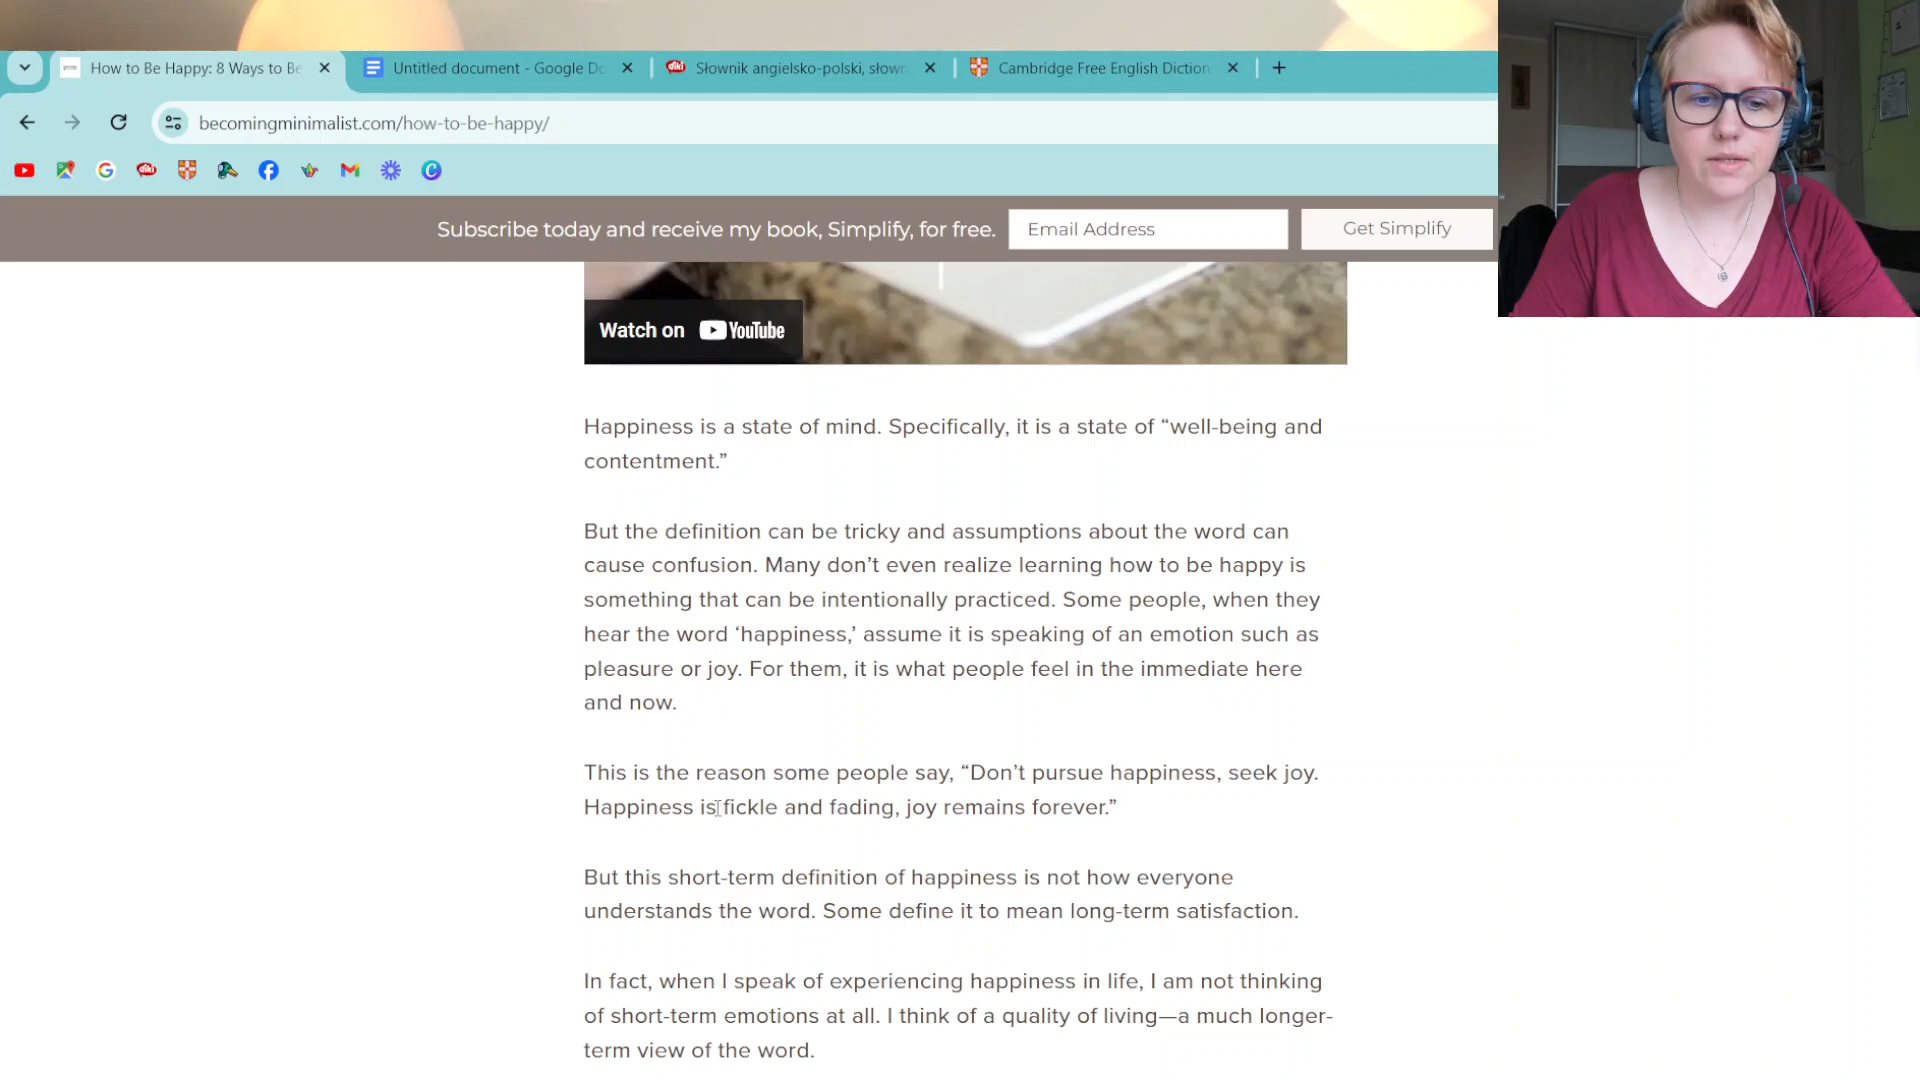 How to Be Happy: 8 Ways to Be
Untitled document - Google Do
diki
Słownik angielsko-polski, słown
Cambridge Free English Diction
becomingminimalist.com/how-to-be-happy/
diki
Subscribe today and receive my book, Simplify, for free.
Email Address
Get Simplify
Watch on YouTube
Happiness is a state of mind. Specifically, it is a state of “well-being and
contentment.”
But the definition can be tricky and assumptions about the word can
cause confusion. Many don’t even realize learning how to be happy is
something that can be intentionally practiced. Some people, when they
hear the word ‘happiness,’ assume it is speaking of an emotion such as
pleasure or joy. For them, it is what people feel in the immediate here
and now.
This is the reason some people say, “Don’t pursue happiness, seek joy.
Happiness is fickle and fading, joy remains forever.”
But this short-term definition of happiness is not how everyone
understands the word. Some define it to mean long-term satisfaction.
In fact, when I speak of experiencing happiness in life, I am not thinking
of short-term emotions at all. I think of a quality of living—a much longer-
term view of the word.